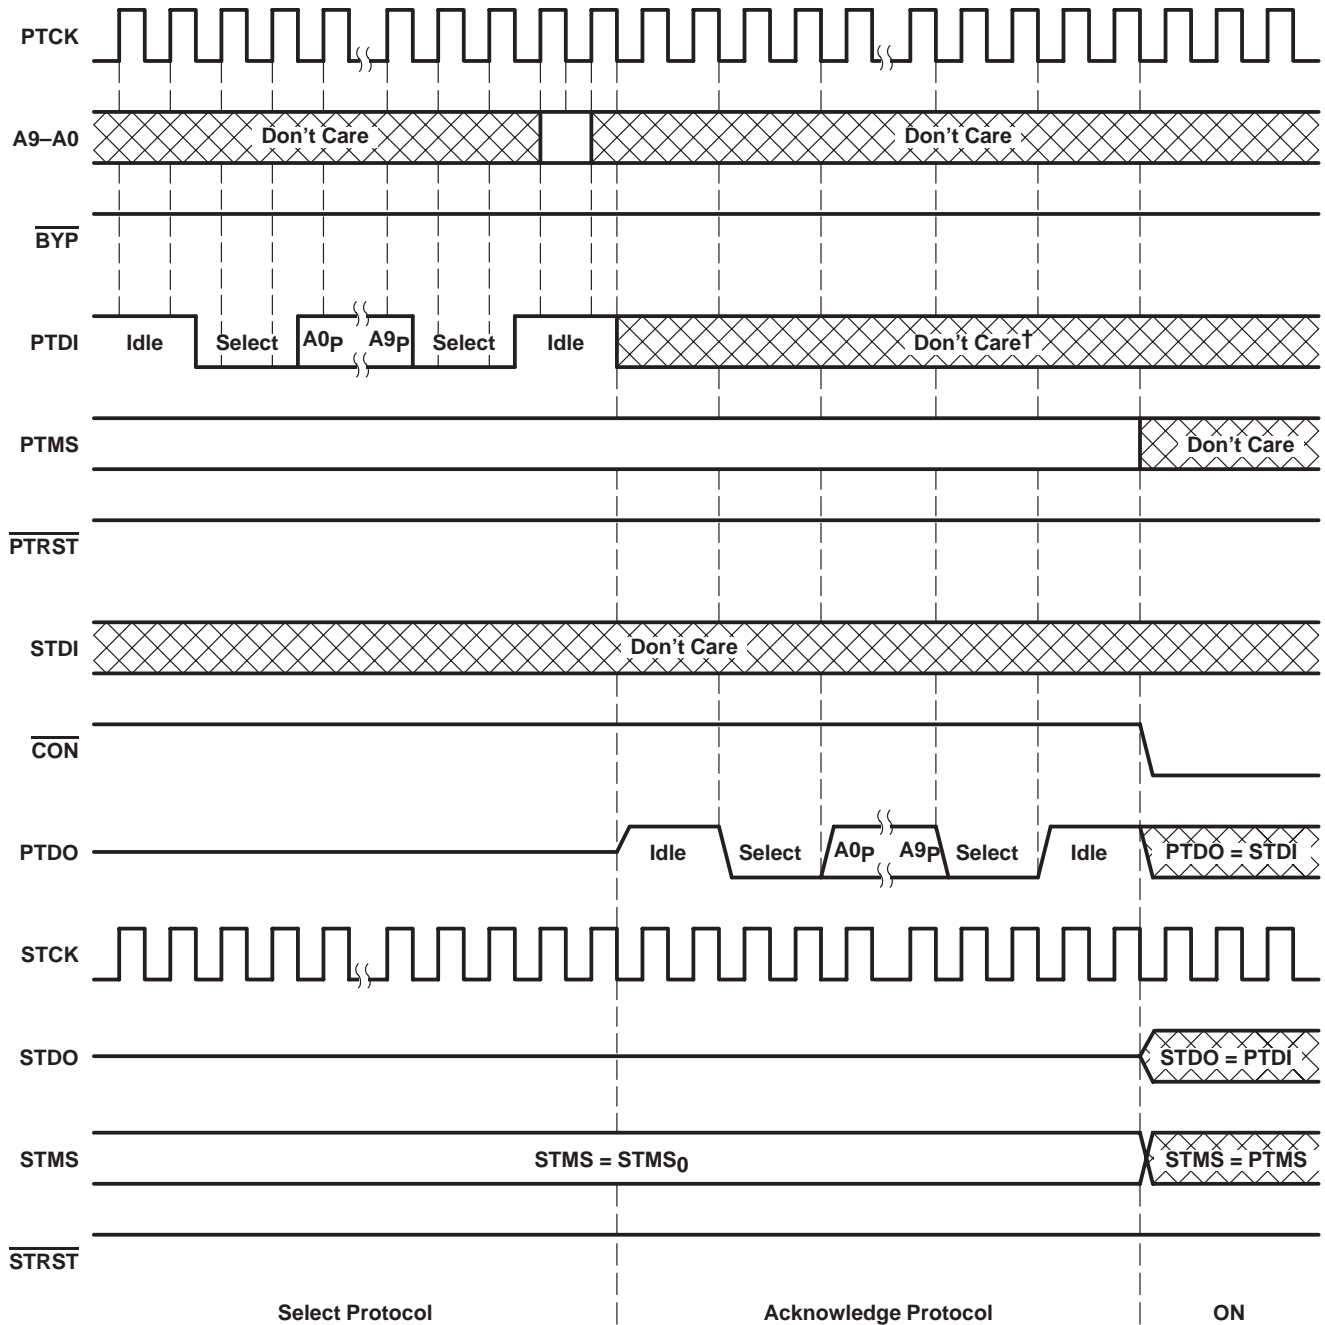 PTCK
A9–A0 Don't Care Don't Care
BYP
PTDI Idle Select A0P A9P Select Idle Don't Care†
PTMS Don't Care
PTRST
STDI Don't Care
CON
PTDO Idle Select A0P A9P Select Idle PTDO = STDI
STCK
STDO STDO = PTDI
STMS STMS = STMS0 STMS = PTMS
STRST
Select Protocol Acknowledge Protocol ON